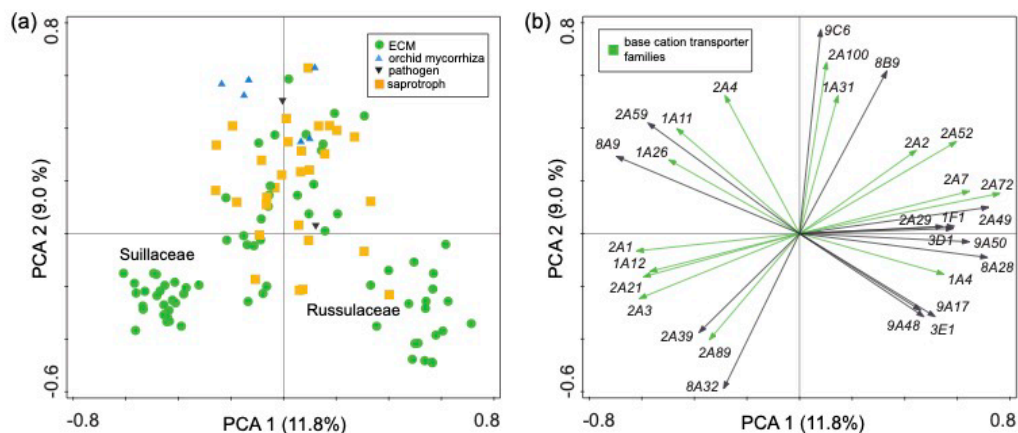 (a)
0.8
ECM
orchid mycorrhiza
pathogen
saprotroph
PCA 2 (9.0 %)
Suillaceae
Russulaceae
-0.6
-0.8
PCA 1 (11.8%)
0.8
(b)
0.8
base cation transporter
families
9C6
2A100
8B9
2A4
1A31
2A59
1A11
2A2
2A52
8A9
1A26
2A7
2A72
2A29
1F1
2A49
3D1
9A50
2A1
8A28
1A12
1A4
2A21
2A3
9A17
9A48
3E1
2A39
2A89
8A32
PCA 2 (9.0 %)
-0.6
-0.8
PCA 1 (11.8%)
0.8